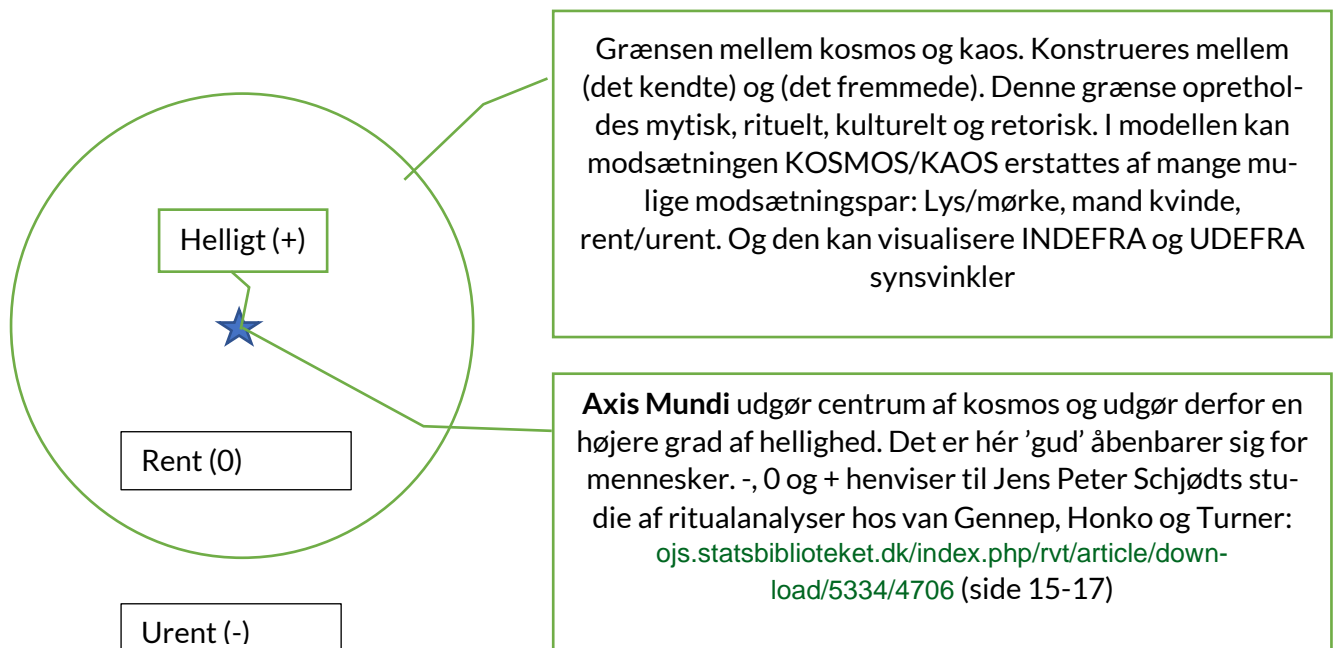 Grænsen mellem kosmos og kaos. Konstrueres mellem
(det kendte) og (det fremmede). Denne grænse oprethol-
des mytisk, rituelt, kulturelt og retorisk. I modellen kan
modsætningen KOSMOS/KAOS erstattes af mange mu-
lige modsætningspar: Lys/mørke, mand kvinde,
rent/urent. Og den kan visualisere INDEFRA og UDEFRA
synsvinkler
Helligt (+)
Axis Mundi udgør centrum af kosmos og udgør derfor en
højere grad af hellighed. Det er hér ’gud’ åbenbarer sig for
mennesker. -, 0 og + henviser til Jens Peter Schjødts stu-
die af ritualanalyser hos van Gennep, Honko og Turner:
ojs.statsbiblioteket.dk/index.php/rvt/article/down-
load/5334/4706 (side 15-17)
Rent (0)
Urent (-)